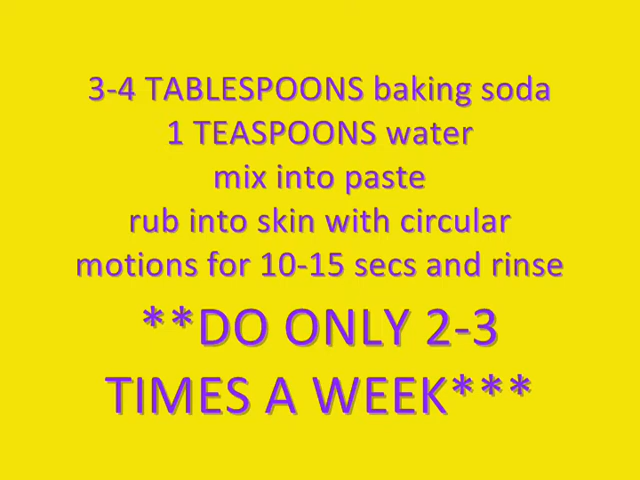 3-4 TABLESPOONS baking soda
1 TEASPOONS water
mix into paste
rub into skin with circular
motions for 10-15 secs and rinse
**DO ONLY 2-3
TIMES A WEEK***